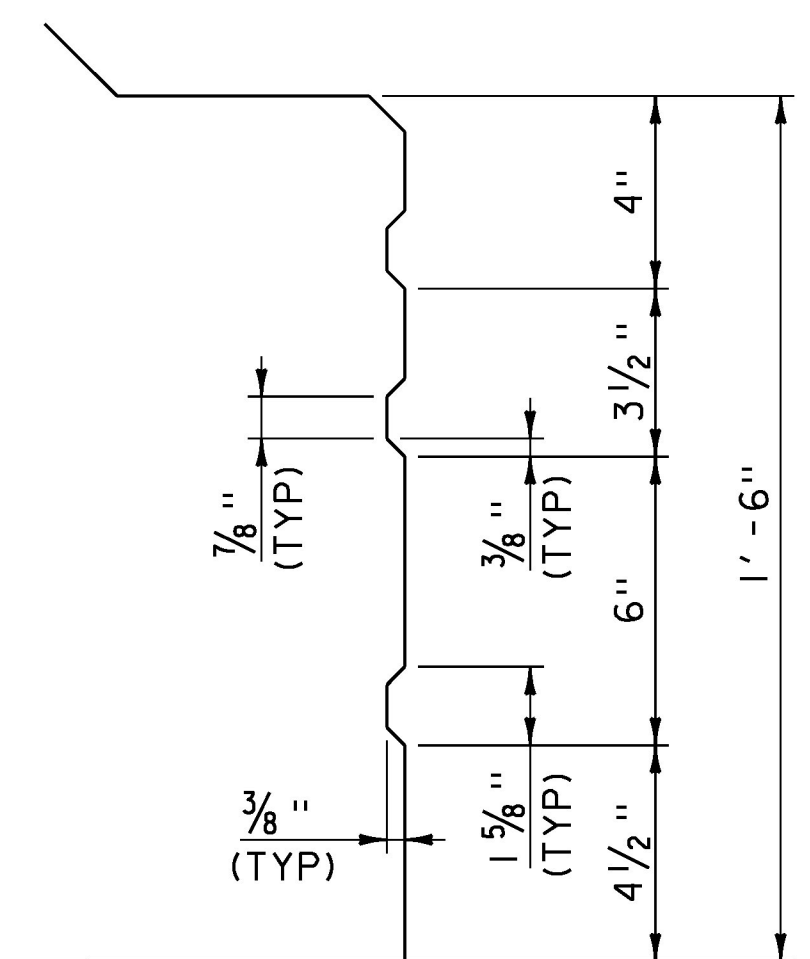 4"
3 1/2"
1'-6"
7/8"
(TYP)
3/8"
(TYP)
6"
3/8"
(TYP)
1 5/8"
(TYP)
4 1/2"